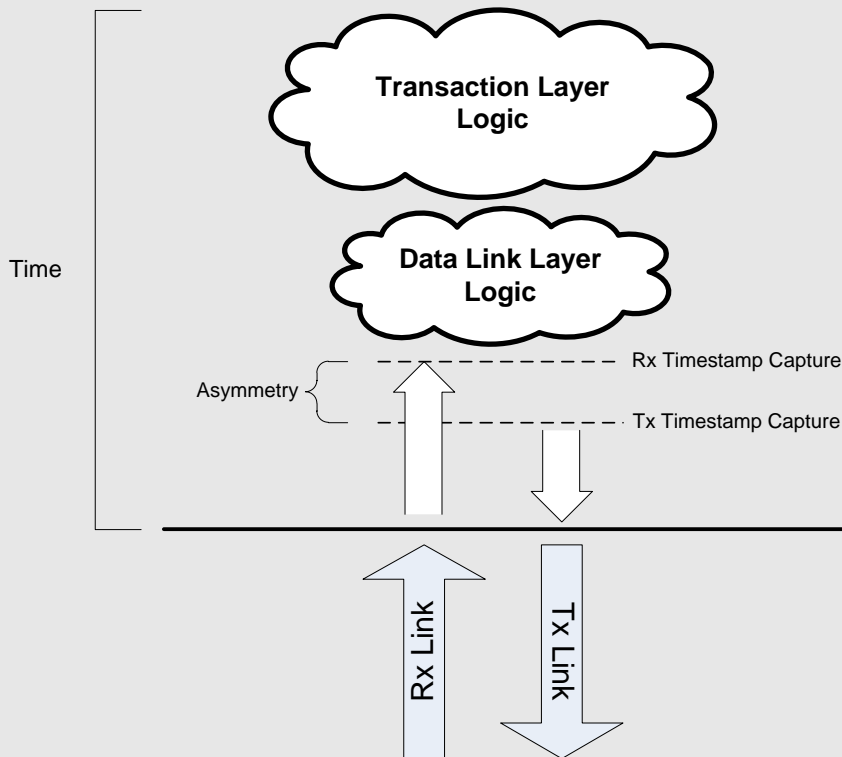 Transaction Layer
Logic
Data Link Layer
Logic
Time
Rx Timestamp Capture
Asymmetry
Tx Timestamp Capture
Rx Link
Tx Link